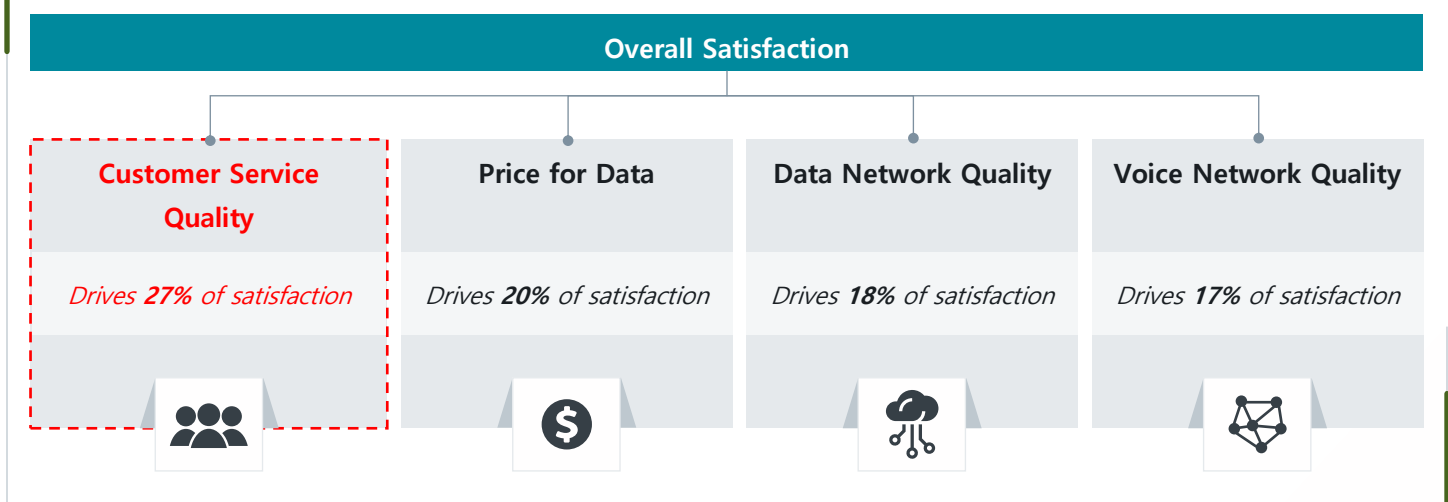 Overall Satisfaction
Customer Service
Quality
Price for Data
Data Network Quality
Voice Network Quality
Drives 27% of satisfaction
Drives 20% of satisfaction
Drives 18% of satisfaction
Drives 17% of satisfaction
$